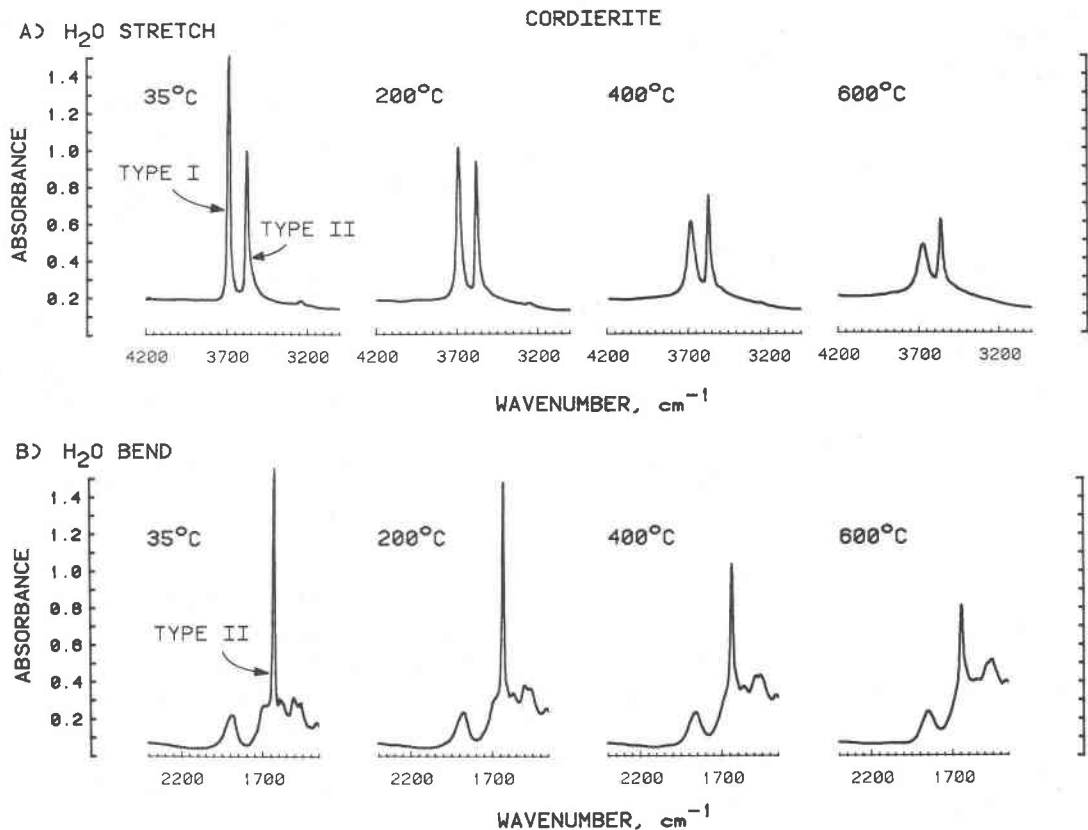 CORDIERITE
A) H₂O STRETCH
35°C
200°C
400°C
600°C
TYPE I
TYPE II
ABSORBANCE
1.4
1.2
1.0
0.8
0.6
0.4
0.2
4200 3700 3200
4200 3700 3200
4200 3700 3200
4200 3700 3200
WAVENUMBER, cm⁻¹
B) H₂O BEND
35°C
200°C
400°C
600°C
TYPE II
ABSORBANCE
1.4
1.2
1.0
0.8
0.6
0.4
0.2
2200 1700
2200 1700
2200 1700
2200 1700
WAVENUMBER, cm⁻¹